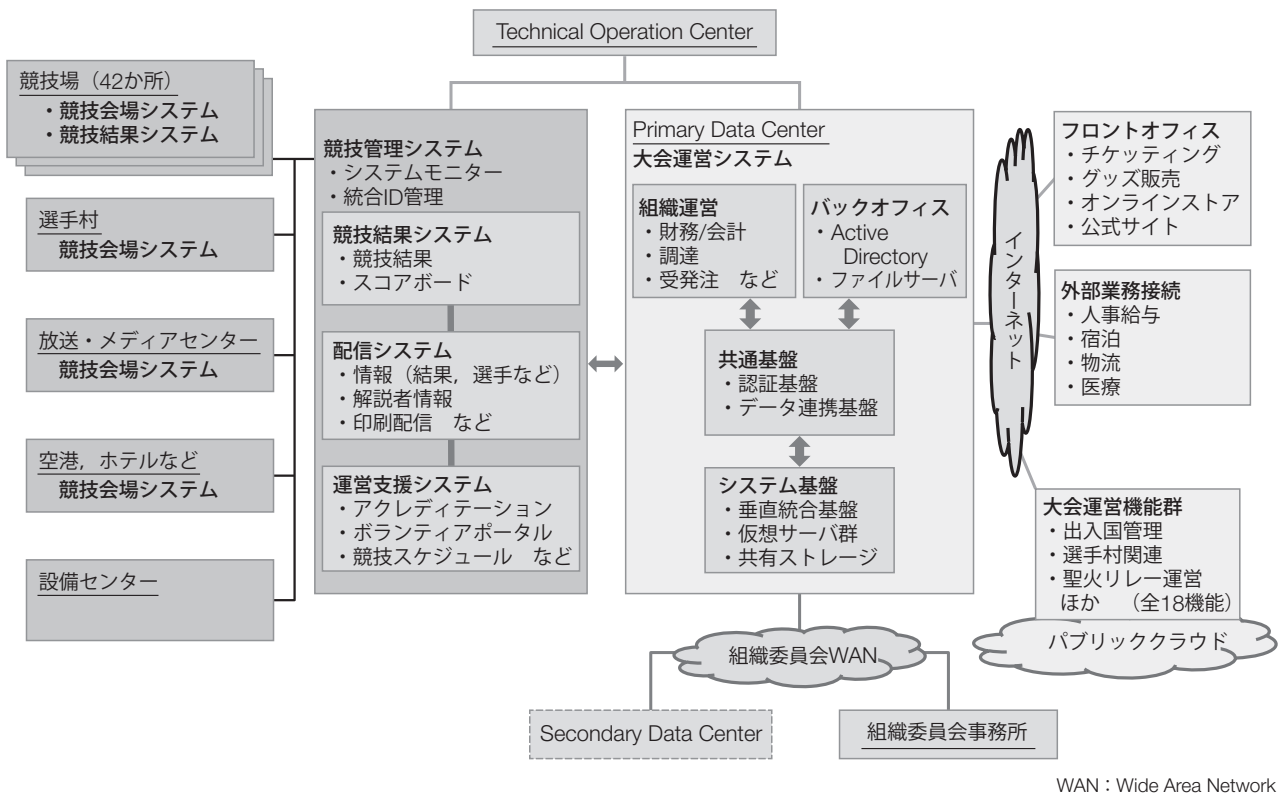 Technical Operation Center
競技場（42か所）
・競技会場システム
・競技結果システム
選手村
競技会場システム
放送・メディアセンター
競技会場システム
空港，ホテルなど
競技会場システム
設備センター
競技管理システム
・システムモニター
・統合ID管理
競技結果システム
・競技結果
・スコアボード
配信システム
・情報（結果，選手など）
・解説者情報
・印刷配信　など
運営支援システム
・アクレディテーション
・ボランティアポータル
・競技スケジュール　など
Primary Data Center
大会運営システム
組織運営
・財務/会計
・調達
・受発注　など
バックオフィス
・Active
Directory
・ファイルサーバ
共通基盤
・認証基盤
・データ連携基盤
システム基盤
・垂直統合基盤
・仮想サーバ群
・共有ストレージ
インターネット
フロントオフィス
・チケッティング
・グッズ販売
・オンラインストア
・公式サイト
外部業務接続
・人事給与
・宿泊
・物流
・医療
大会運営機能群
・出入国管理
・選手村関連
・聖火リレー運営
ほか　（全18機能）
パブリッククラウド
組織委員会WAN
Secondary Data Center
組織委員会事務所
WAN：Wide Area Network